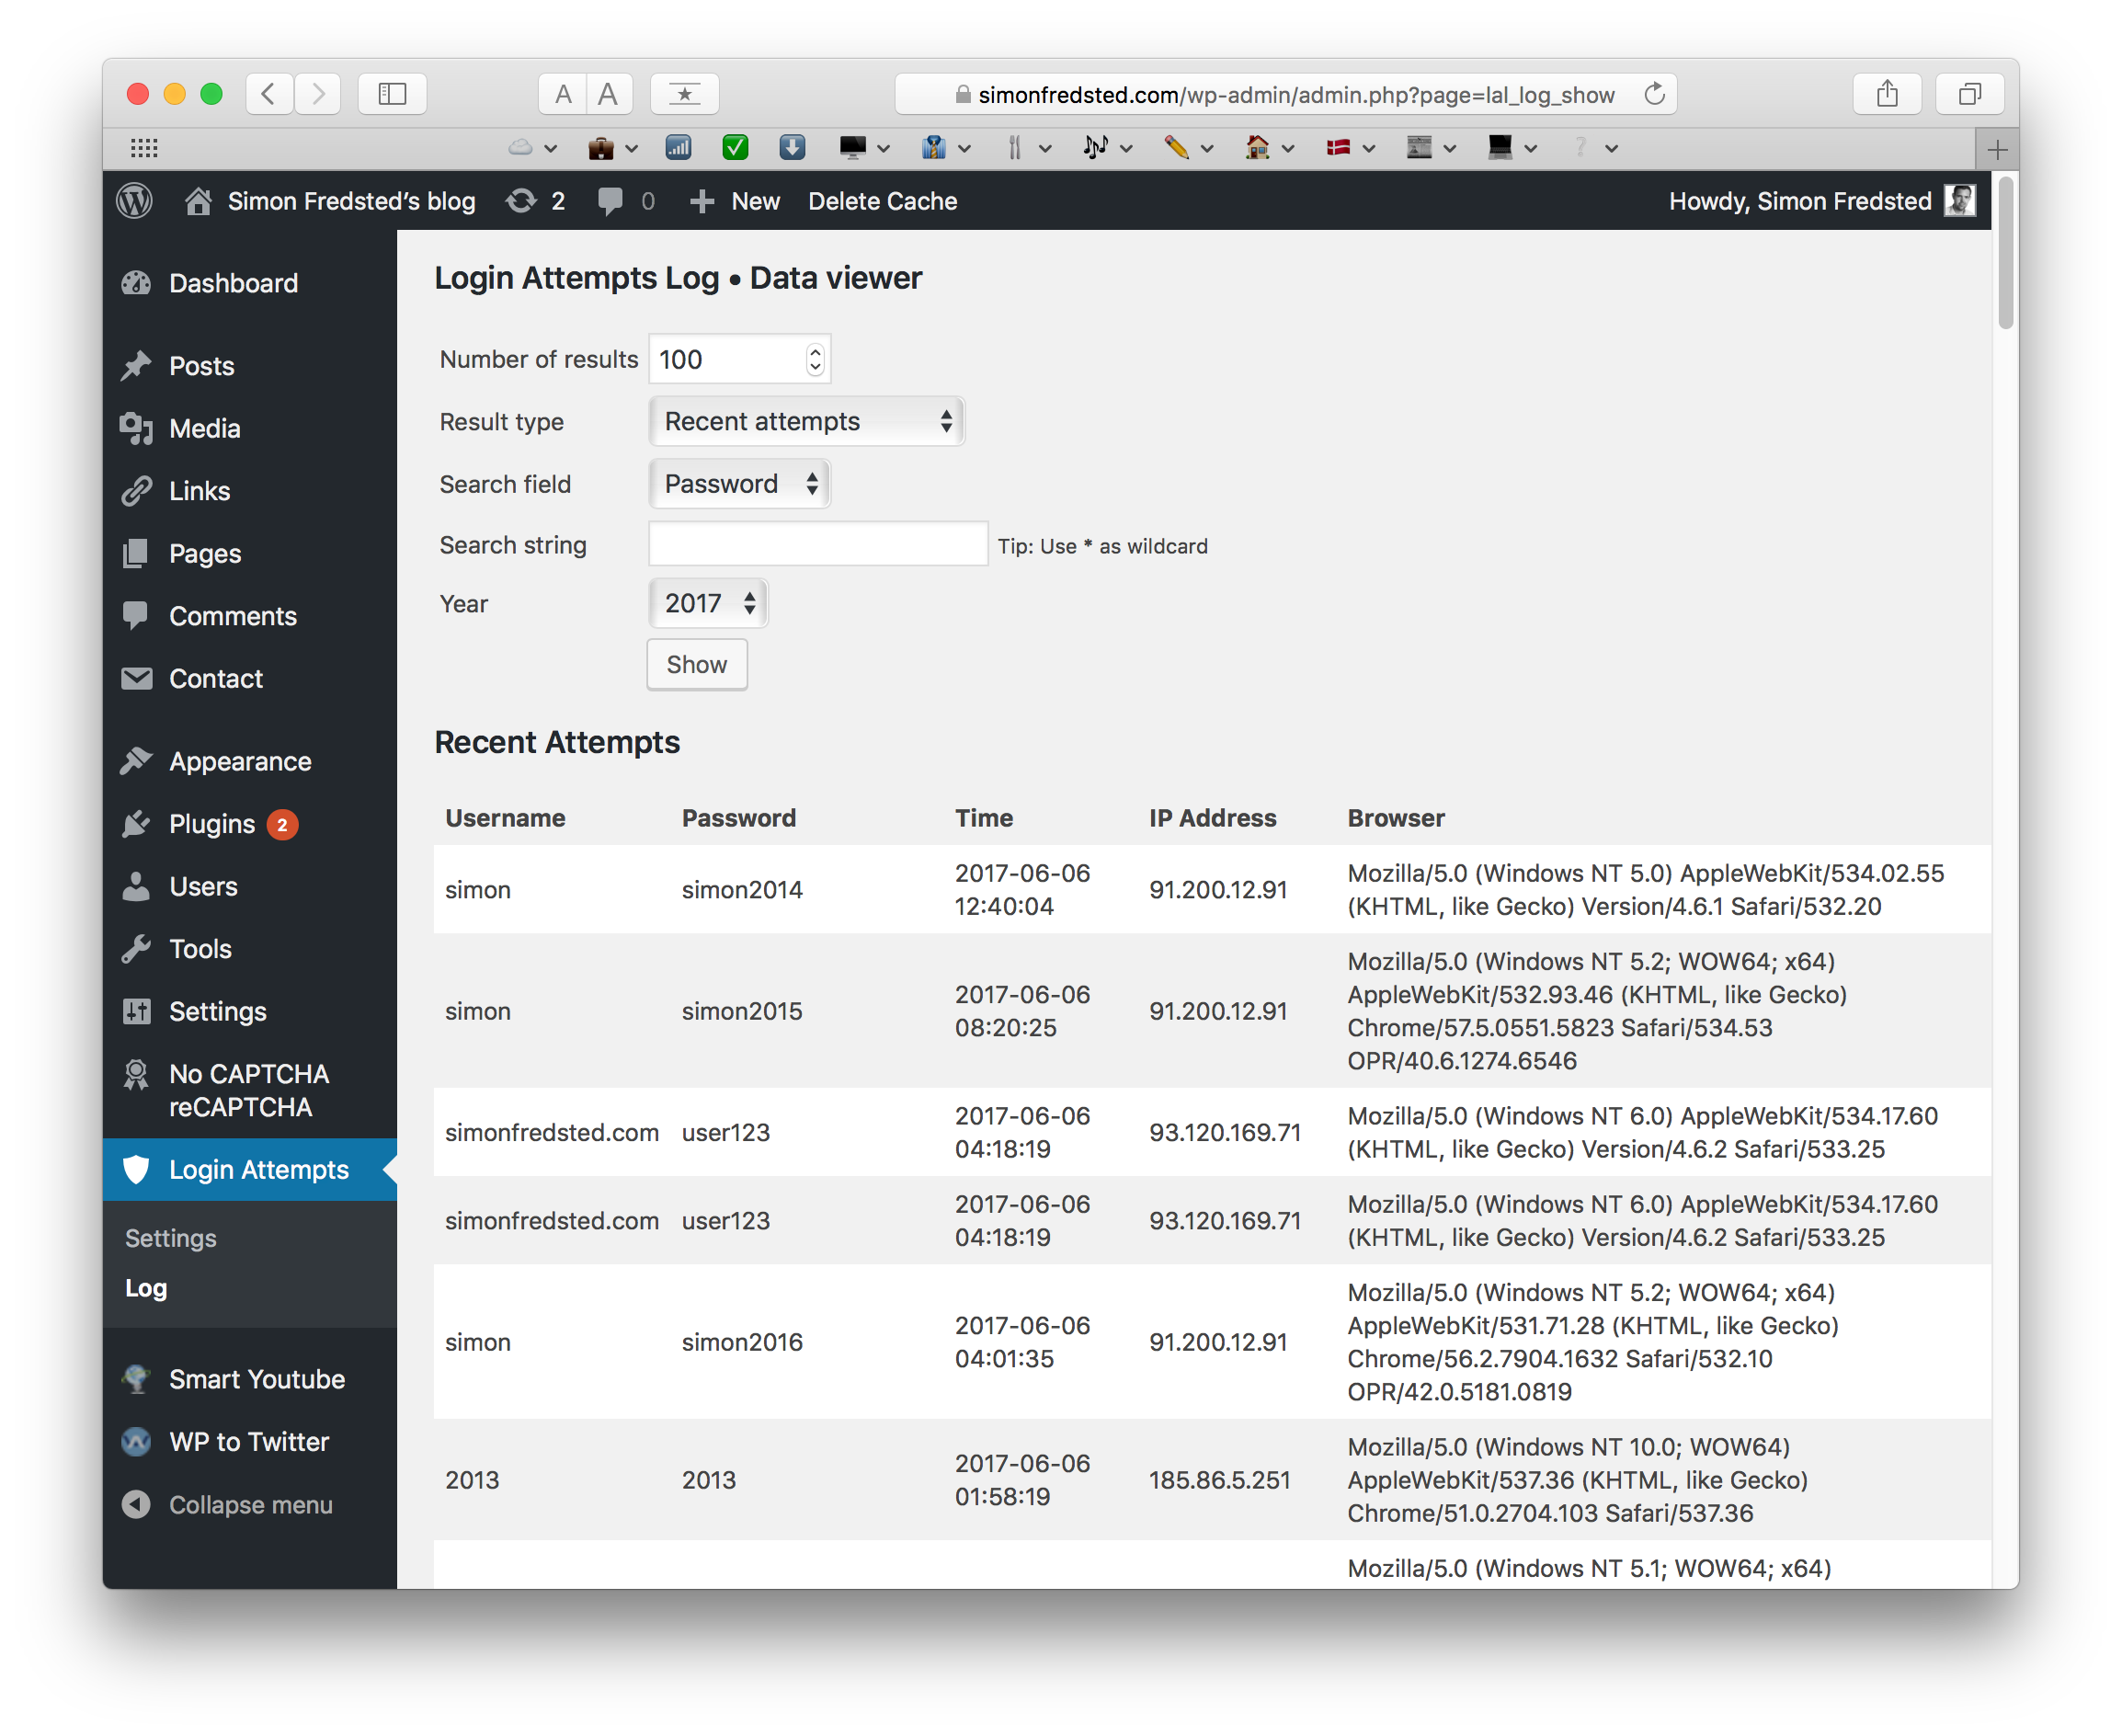 A A
simonfredsted.com/wp-admin/admin.php?page=lal_log_show
Simon Fredsted's blog 2 0 New Delete Cache Howdy, Simon Fredsted
Dashboard
Posts
Media
Links
Pages
Comments
Contact
Appearance
Plugins 2
Users
Tools
Settings
No CAPTCHA
reCAPTCHA
Login Attempts
Settings
Log
Smart Youtube
WP to Twitter
Collapse menu
Login Attempts Log • Data viewer
Number of results 100
Result type Recent attempts
Search field Password
Search string Tip: Use * as wildcard
Year 2017
Show
Recent Attempts
Username Password Time IP Address Browser
simon simon2014 2017-06-06 12:40:04 91.200.12.91 Mozilla/5.0 (Windows NT 5.0) AppleWebKit/534.02.55
(KHTML, like Gecko) Version/4.6.1 Safari/532.20
simon simon2015 2017-06-06 08:20:25 91.200.12.91 Mozilla/5.0 (Windows NT 5.2; WOW64; x64)
AppleWebKit/532.93.46 (KHTML, like Gecko)
Chrome/57.5.0551.5823 Safari/534.53
OPR/40.6.1274.6546
simonfredsted.com user123 2017-06-06 04:18:19 93.120.169.71 Mozilla/5.0 (Windows NT 6.0) AppleWebKit/534.17.60
(KHTML, like Gecko) Version/4.6.2 Safari/533.25
simonfredsted.com user123 2017-06-06 04:18:19 93.120.169.71 Mozilla/5.0 (Windows NT 6.0) AppleWebKit/534.17.60
(KHTML, like Gecko) Version/4.6.2 Safari/533.25
simon simon2016 2017-06-06 04:01:35 91.200.12.91 Mozilla/5.0 (Windows NT 5.2; WOW64; x64)
AppleWebKit/531.71.28 (KHTML, like Gecko)
Chrome/56.2.7904.1632 Safari/532.10
OPR/42.0.5181.0819
2013 2013 2017-06-06 01:58:19 185.86.5.251 Mozilla/5.0 (Windows NT 10.0; WOW64)
AppleWebKit/537.36 (KHTML, like Gecko)
Chrome/51.0.2704.103 Safari/537.36
Mozilla/5.0 (Windows NT 5.1; WOW64; x64)